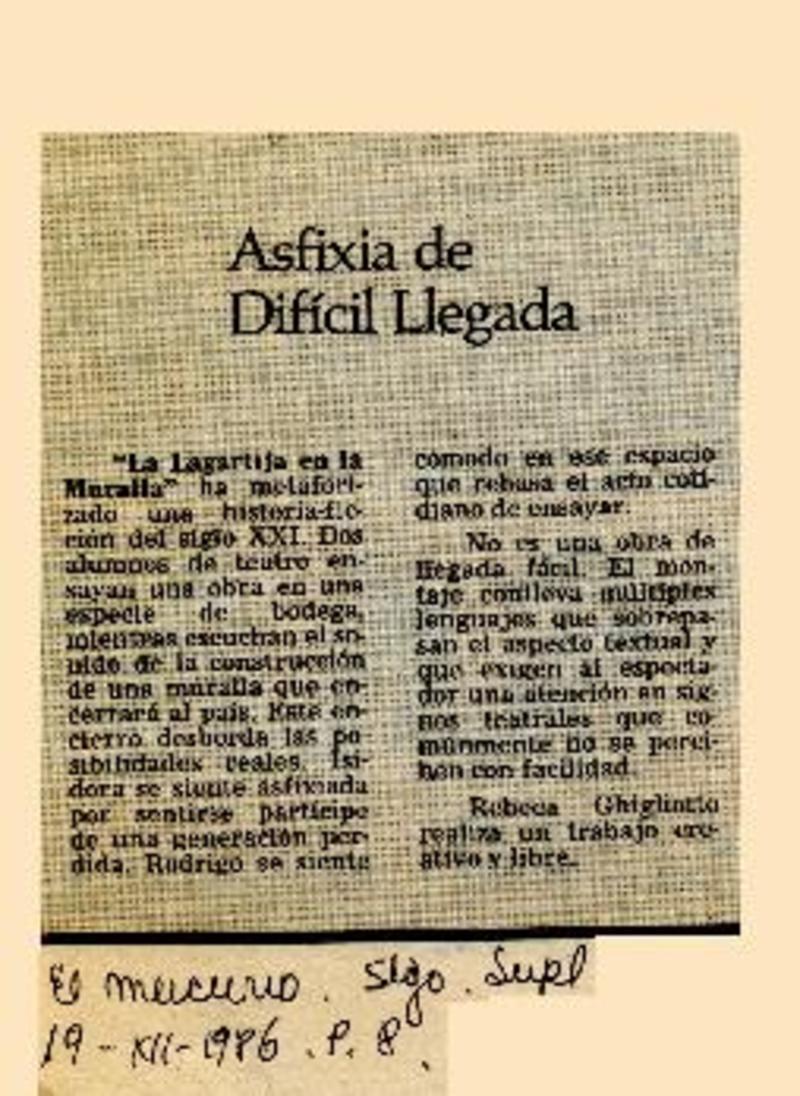 Asfixia de
Difícil Llegada
"La Lagartija en la
Muralla" ha metafori-
zado una historia-fic-
ción del siglo XXI. Dos
alumnos de teatro en-
sayan una obra en una
especie de bodega,
mientras escuchan el so-
nido de la construcción
de una muralla que en-
cerrará al país. Este en-
cierro desborda las po-
sibilidades reales. Isi-
dora se siente asfixiada
por sentirse partícipe
de una generación per-
dida. Rodrigo se siente
cómodo en ese espacio
que rebasa el acto coti-
diano de ensayar.
No es una obra de
llegada fácil. El mon-
taje conlleva múltiples
lenguajes que sobrepa-
san el aspecto textual y
que exigen al especta-
dor una atención en sig-
nos teatrales que co-
múnmente no se perci-
ben con facilidad.
Rebeca Ghigliotto
realiza un trabajo cre-
ativo y libre.
El mercurio. Stgo. Supl
19-XII-1986. P. 8.